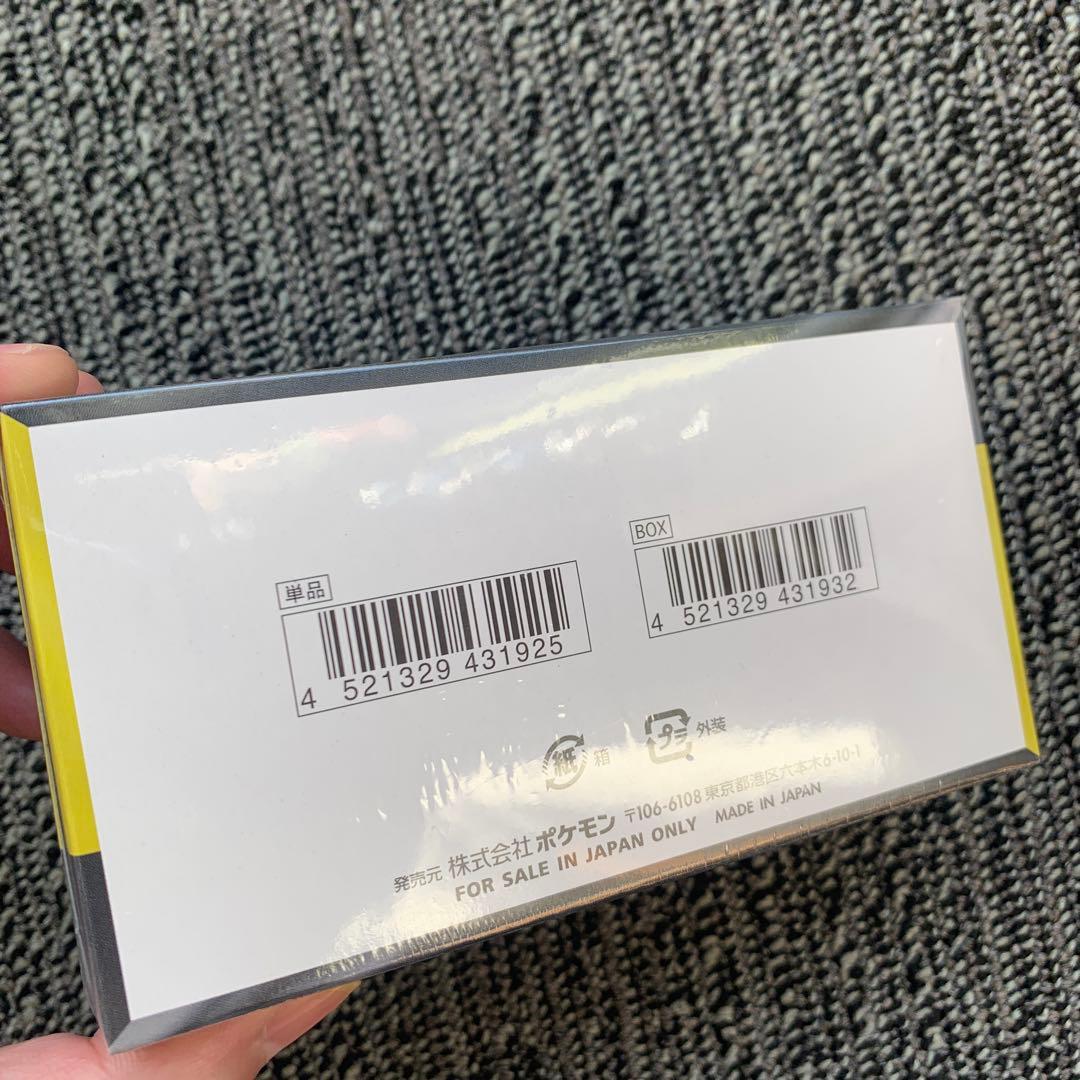 単品
4 521329 431925
BOX
4 521329 431932
紙 箱
プラ 外装
発売元 株式会社ポケモン 〒106-6108 東京都港区六本木6-10-1
FOR SALE IN JAPAN ONLY MADE IN JAPAN